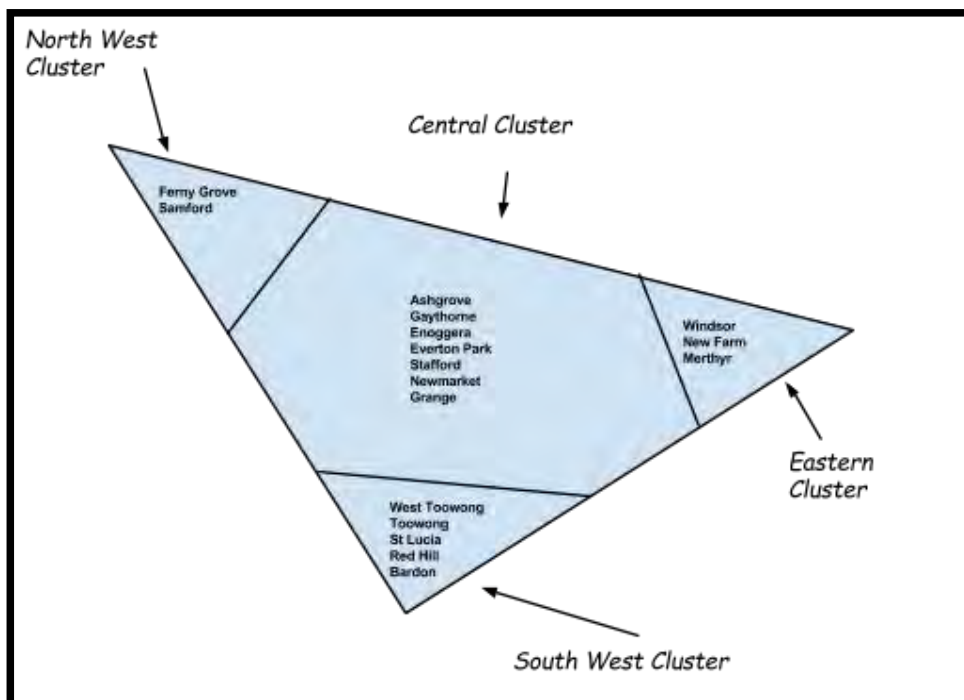 North West
Cluster
Central Cluster
Ferny Grove
Samford
Ashgrove
Gaythorne
Enoggera
Everton Park
Stafford
Newmarket
Grange
Windsor
New Farm
Merthyr
Eastern
Cluster
West Toowong
Toowong
St Lucia
Red Hill
Bardon
South West Cluster